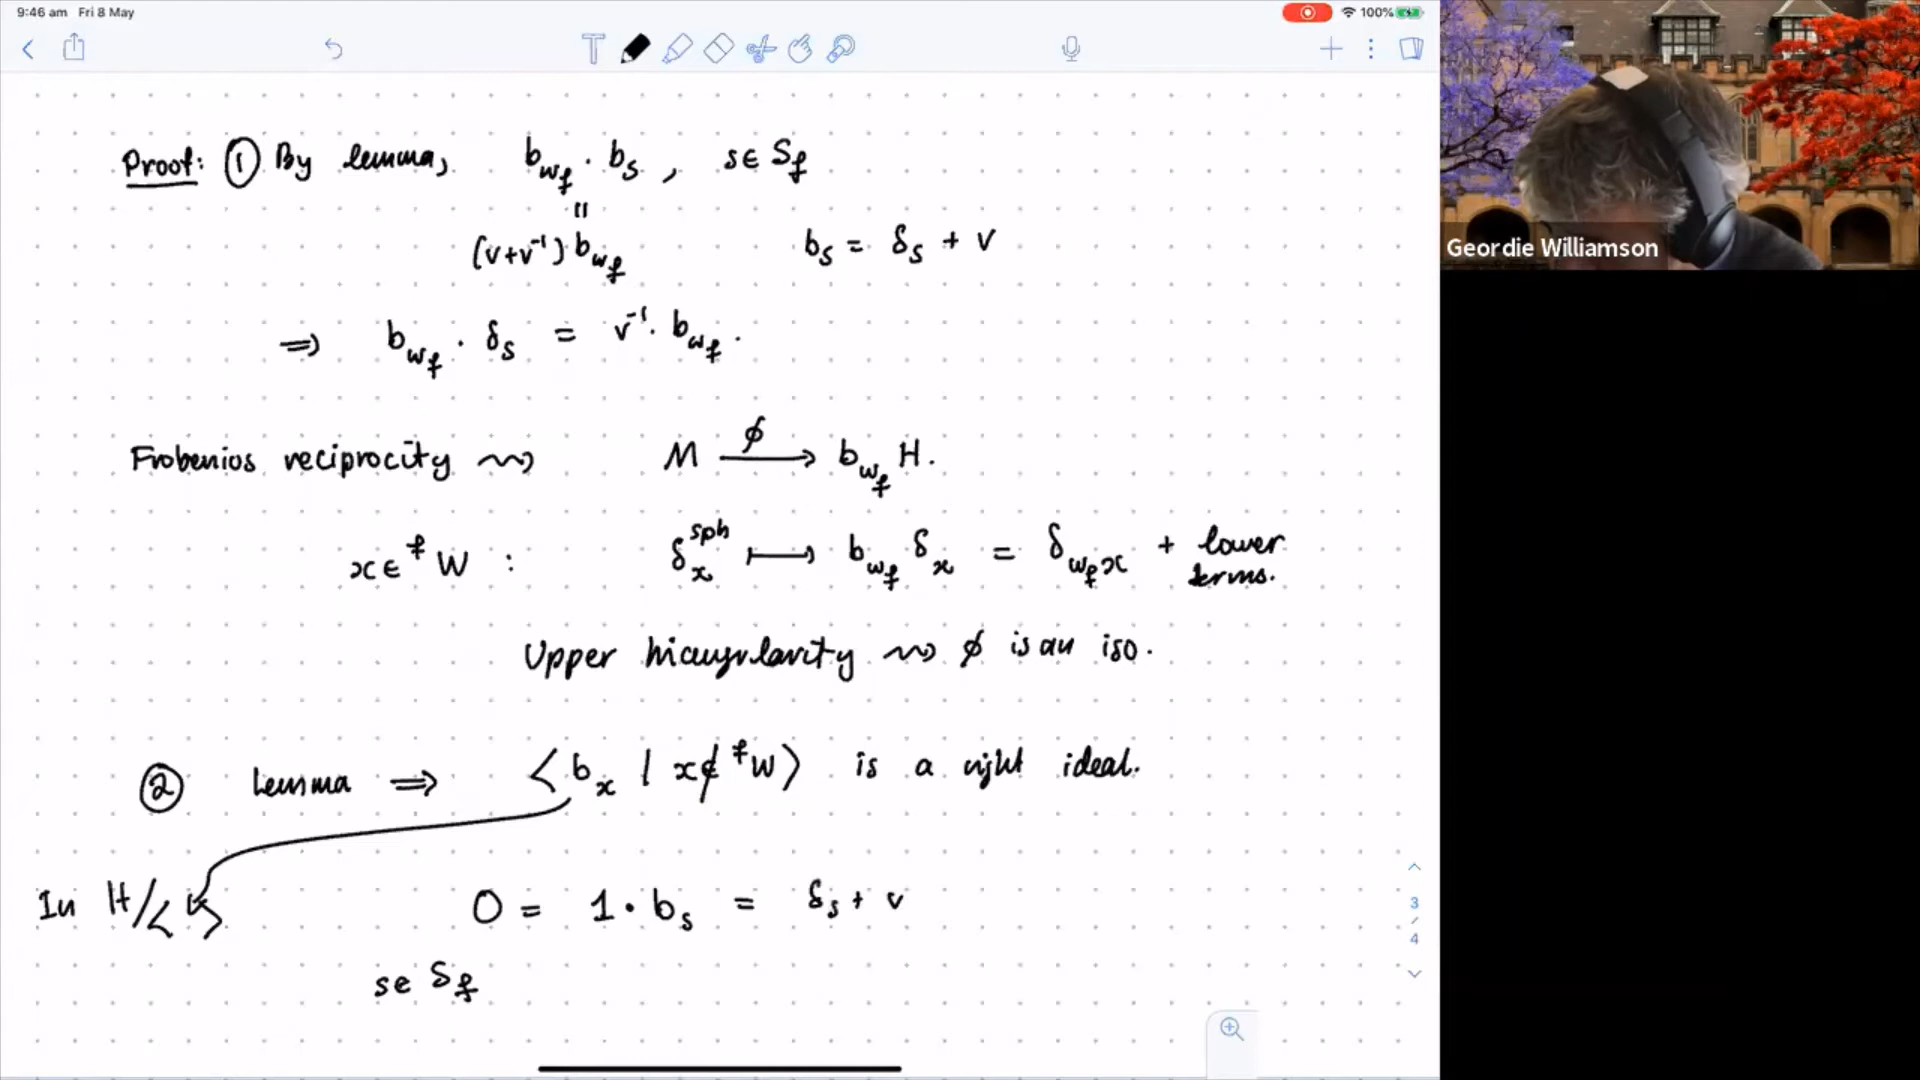 9:46 am Fri 8 May
100%
Proof: ① By lemma, b_{w_f} · b_s , s ∈ S_f
"
(v+v⁻¹) b_{w_f} b_s = δ_s + v
⇒ b_{w_f} · δ_s = v⁻¹ · b_{w_f} .
Frobenios reciprocity ⇝ M →^ϕ b_{w_f} H.
x ∈ ᶠW : δ_x^{sph} ↦ b_{w_f} δ_x = δ_{w_f x} + lower terms.
Upper triangularity ⇝ ϕ is an iso.
② Lemma ⇒ ⟨ b_x | x ∉ ᶠW ⟩ is a right ideal.
In H/⟨ ⟩ 0 = 1 · b_s = δ_s + v
s ∈ S_f
Geordie Williamson
3
/
4